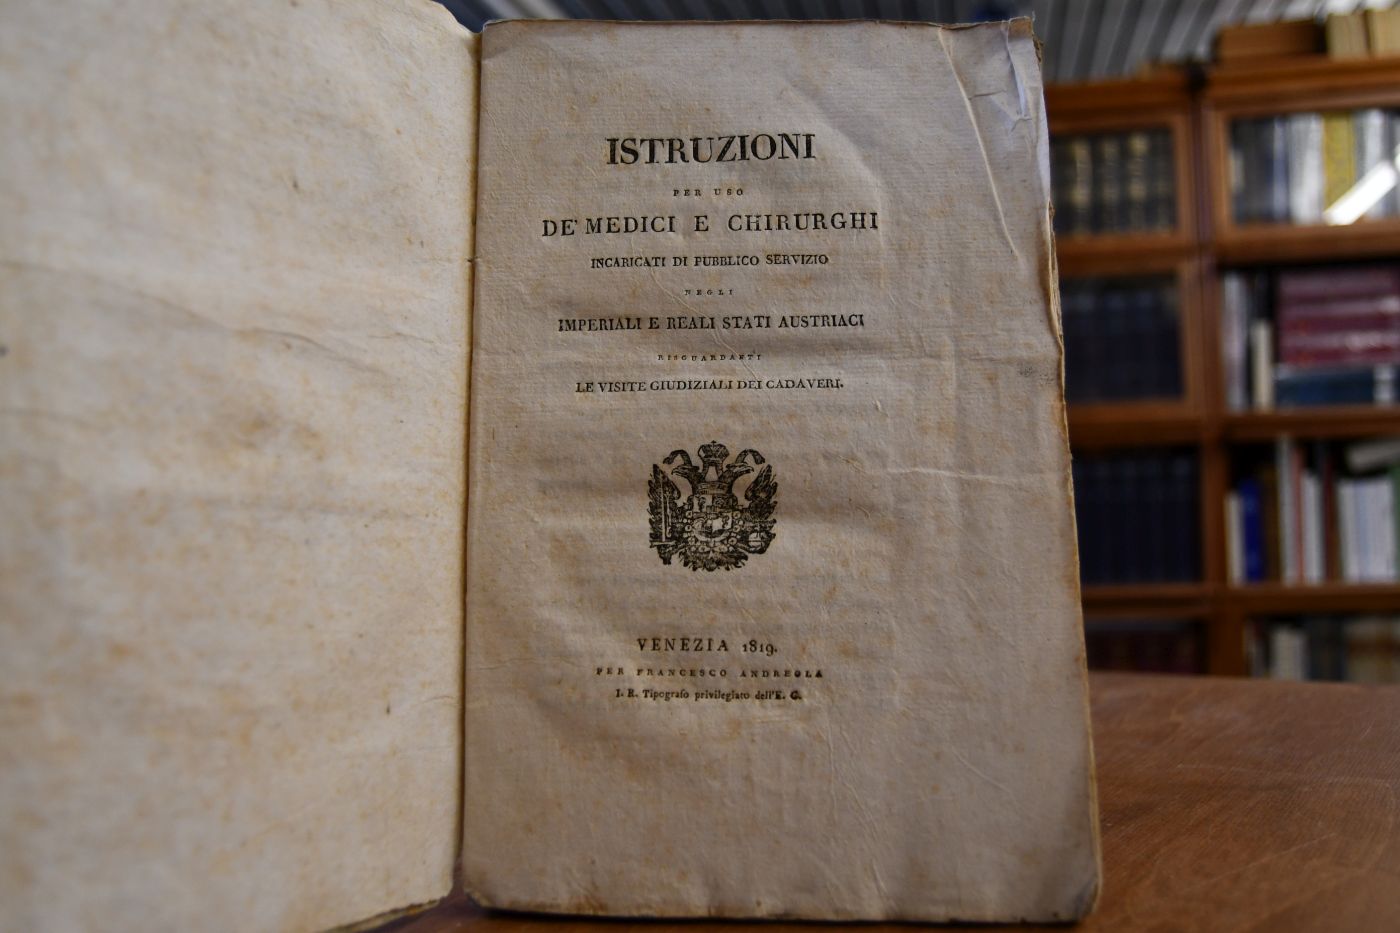 ISTRUZIONI
PER USO
DE' MEDICI E CHIRURGHI
INCARICATI DI PUBBLICO SERVIZIO
NEGLI
IMPERIALI E REALI STATI AUSTRIACI
RISGUARDANTI
LE VISITE GIUDIZIALI DEI CADAVERI.
VENEZIA 1819.
PER FRANCESCO ANDREOLA
I. R. Tipografo privilegiato dell'E. G.